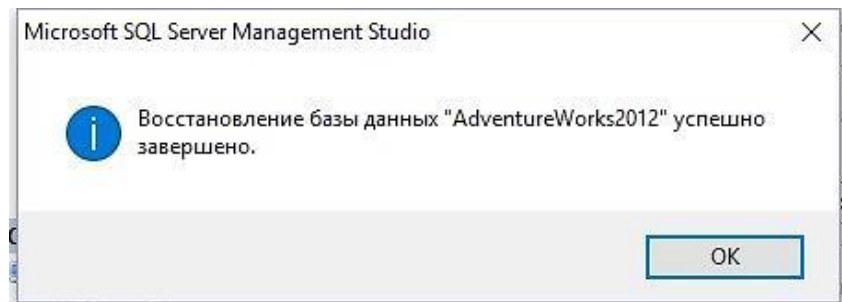 Microsoft SQL Server Management Studio
Восстановление базы данных "AdventureWorks2012" успешно
завершено.
OK